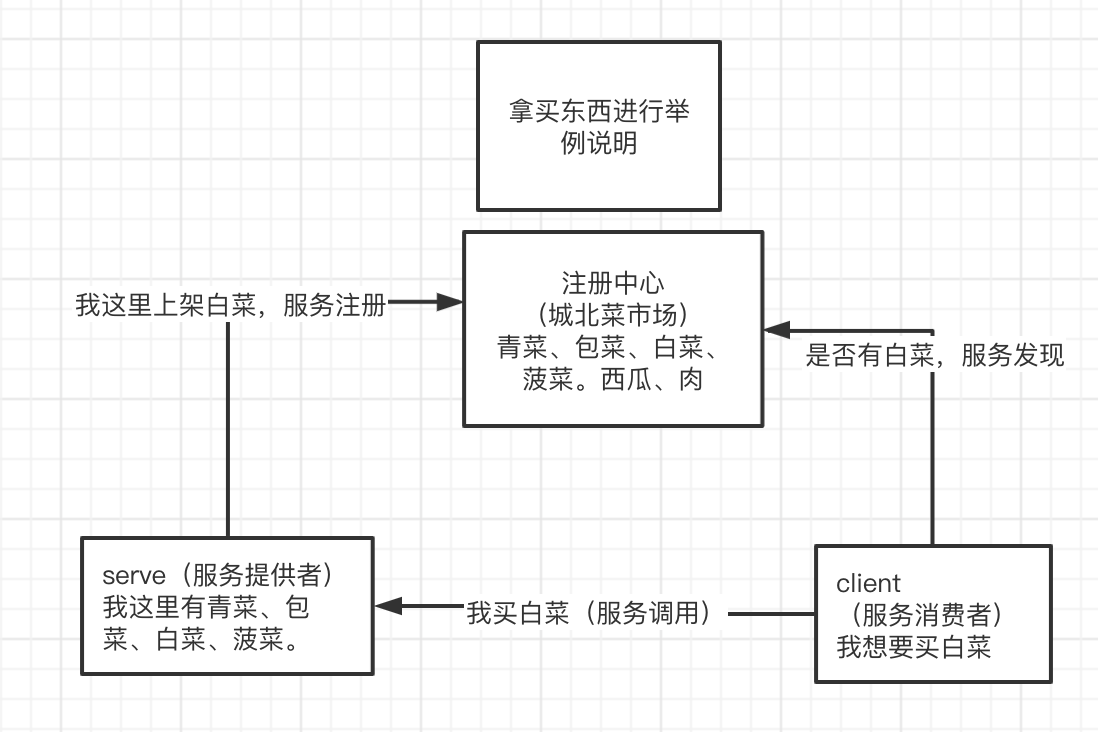 拿买东西进行举
例说明
注册中心
（城北菜市场）
青菜、包菜、白菜、
菠菜。西瓜、肉
我这里上架白菜，服务注册
是否有白菜，服务发现
serve（服务提供者）
我这里有青菜、包
菜、白菜、菠菜。
我买白菜（服务调用）
client
（服务消费者）
我想要买白菜